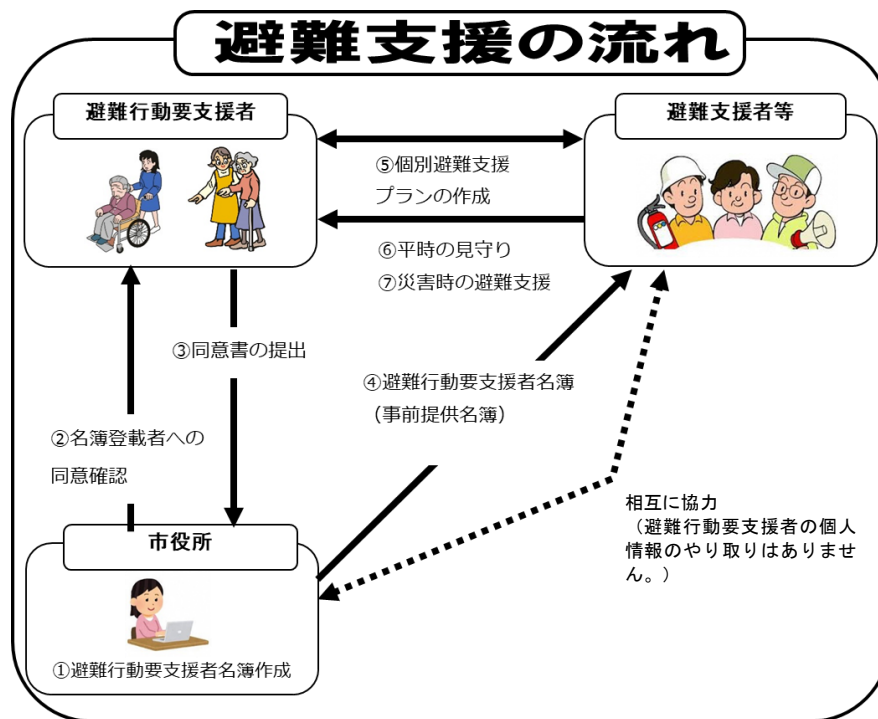 避難支援の流れ
避難行動要支援者
避難支援者等
⑤個別避難支援
プランの作成
⑥平時の見守り
⑦災害時の避難支援
③同意書の提出
④避難行動要支援者名簿
(事前提供名簿)
②名簿登載者への
同意確認
相互に協力
(避難行動要支援者の個人
情報のやり取りはありませ
ん。)
市役所
①避難行動要支援者名簿作成